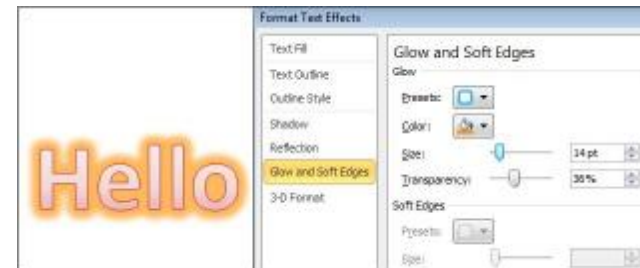 Format Text Effects
Hello
Text Fill
Text Outline
Outline Style
Shadow
Reflection
Glow and Soft Edges
3-D Format
Glow and Soft Edges
Glow
Presets:
Color:
Size: 14 pt
Transparency: 36%
Soft Edges
Presets:
Size: